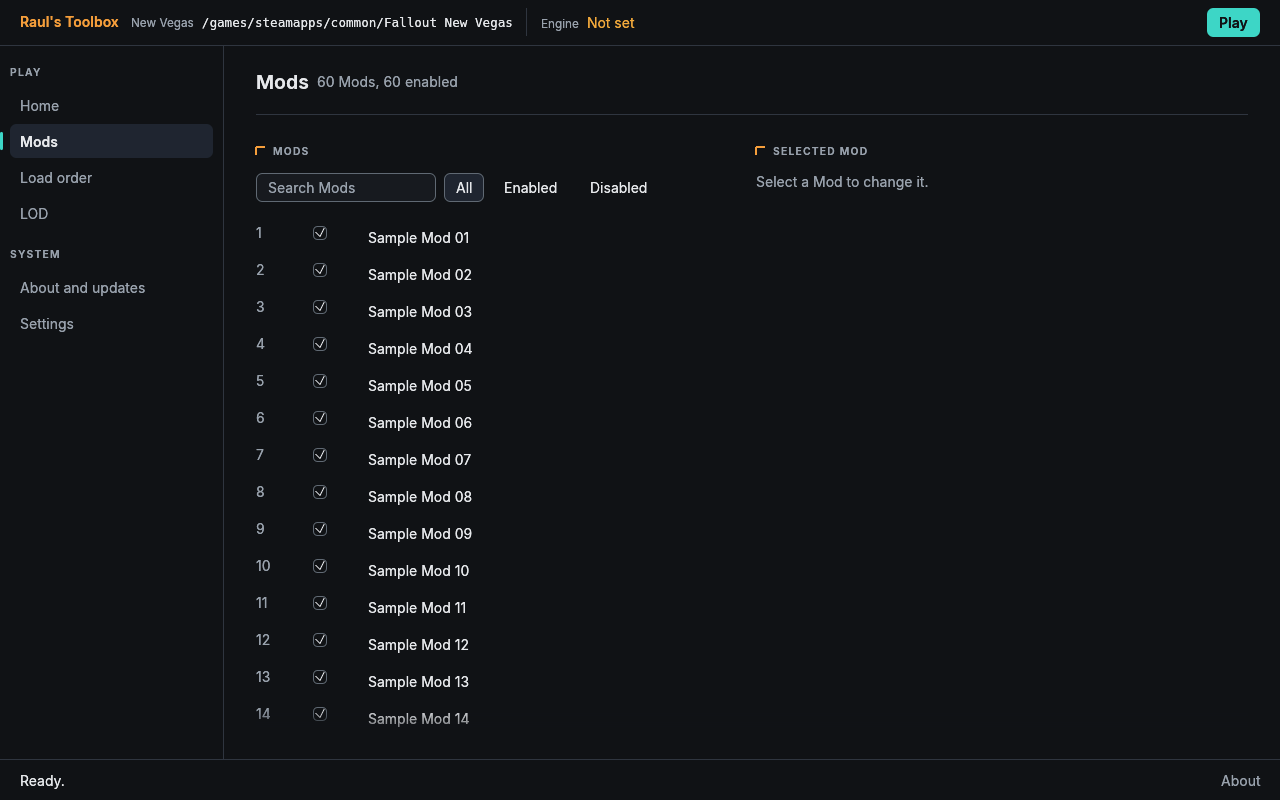 Raul's Toolbox New Vegas /games/steamapps/common/Fallout New Vegas Engine Not set Play
PLAY
Home
Mods
Load order
LOD
SYSTEM
About and updates
Settings
Mods 60 Mods, 60 enabled
MODS
Search Mods All Enabled Disabled
1 Sample Mod 01
2 Sample Mod 02
3 Sample Mod 03
4 Sample Mod 04
5 Sample Mod 05
6 Sample Mod 06
7 Sample Mod 07
8 Sample Mod 08
9 Sample Mod 09
10 Sample Mod 10
11 Sample Mod 11
12 Sample Mod 12
13 Sample Mod 13
14 Sample Mod 14
SELECTED MOD
Select a Mod to change it.
Ready. About